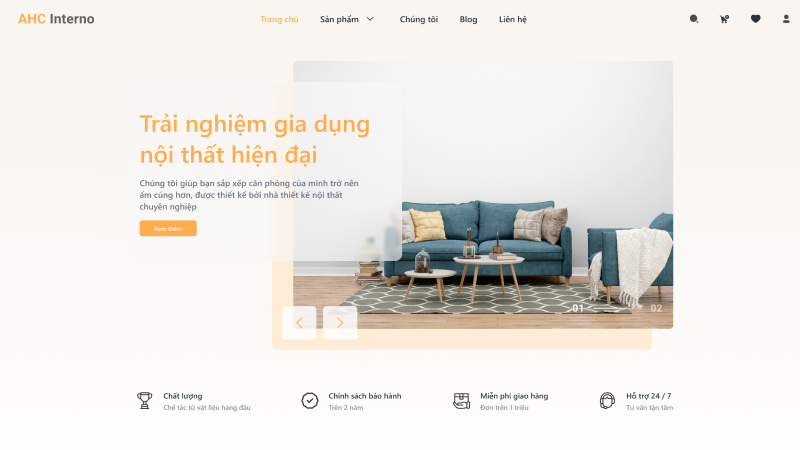 AHC Interno
Trang chủ
Sản phẩm
Chúng tôi
Blog
Liên hệ
Trải nghiệm gia dụng
nội thất hiện đại
Chúng tôi giúp bạn sắp xếp căn phòng của mình trở nên
ấm cúng hơn, được thiết kế bởi nhà thiết kế nội thất
chuyên nghiệp
Xem thêm
01
02
Chất lượng
Chế tác từ vật liệu hàng đầu
Chính sách bảo hành
Trên 2 năm
Miễn phí giao hàng
Đơn trên 1 triệu
Hỗ trợ 24 / 7
Tư vấn tận tâm